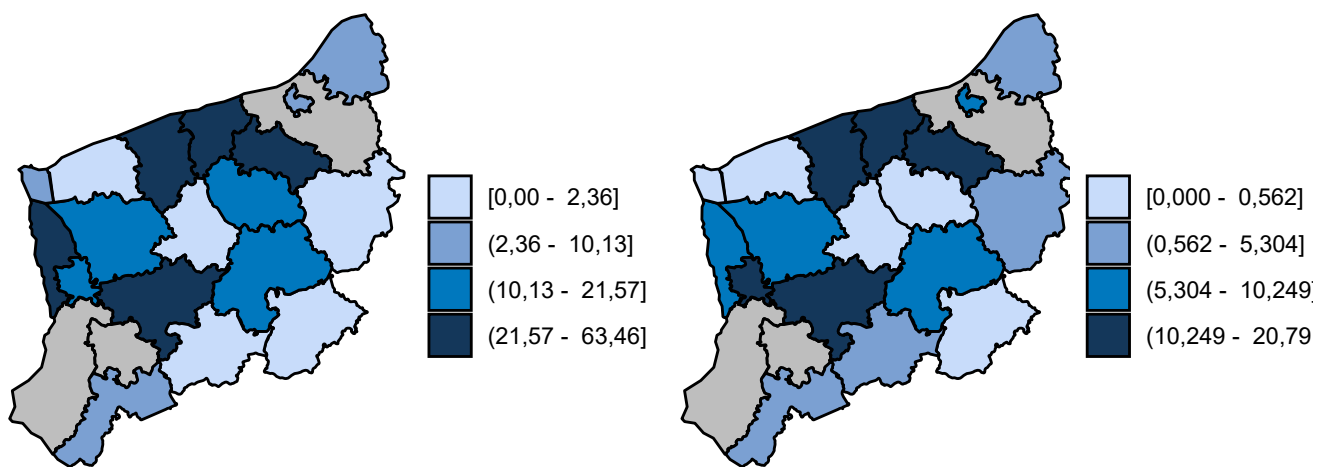 [0,00 - 2,36]
(2,36 - 10,13]
(10,13 - 21,57]
(21,57 - 63,46]
[0,000 - 0,562]
(0,562 - 5,304]
(5,304 - 10,249]
(10,249 - 20,79